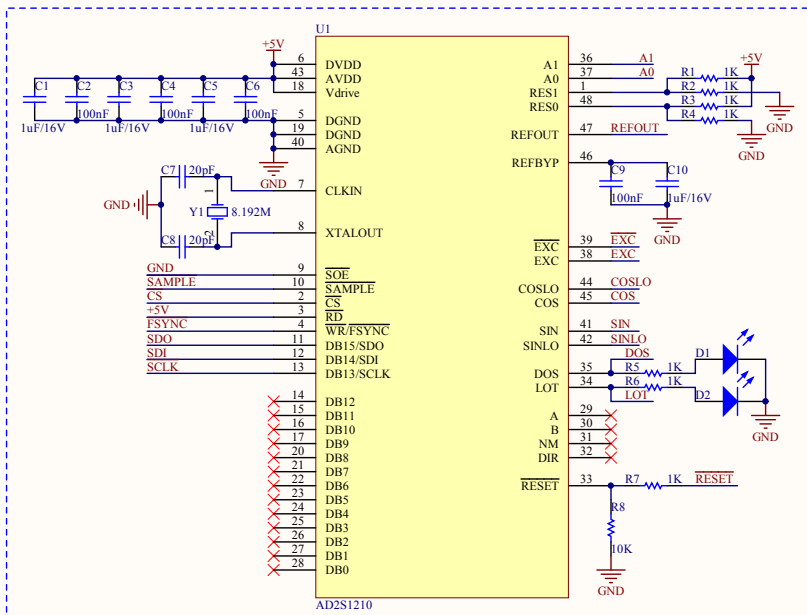 U1
+5V
6 DVDD
43 AVDD
18 Vdrive
C1 C2 C3 C4 C5 C6
100nF 100nF 100nF
1uF/16V 1uF/16V 1uF/16V
5 DGND
19 DGND
40 AGND
GND
C7 20pF
7 CLKIN
1
GND
Y1 8.192M
2
8 XTALOUT
C8 20pF
GND 9 SOE
SAMPLE 10 SAMPLE
CS 2 CS
+5V 3 RD
FSYNC 4 WR/FSYNC
SDO 11 DB15/SDO
SDI 12 DB14/SDI
SCLK 13 DB13/SCLK
14 DB12
15 DB11
16 DB10
17 DB9
20 DB8
21 DB7
22 DB6
23 DB5
24 DB4
25 DB3
26 DB2
27 DB1
28 DB0
A1 36 A1
A0 37 A0
RES1 1
RES0 48
+5V
R1 1K
R2 1K
R3 1K
R4 1K
GND
GND
REFOUT 47 REFOUT
REFBYP 46
C9 C10
100nF 1uF/16V
GND
EXC 39 EXC
EXC 38 EXC
COSLO 44 COSLO
COS 45 COS
SIN 41 SIN
SINLO 42 SINLO
DOS
DOS 35 R5 1K D1
LOT 34 R6 1K D2
LOT
GND
A 29
B 30
NM 31
DIR 32
RESET 33 R7 1K RESET
R8
10K
GND
AD2S1210